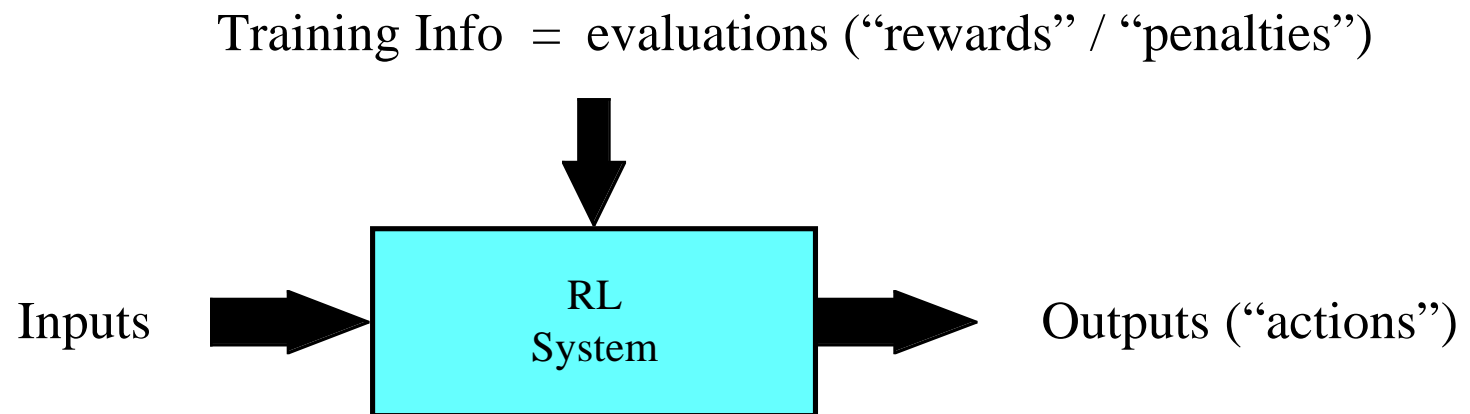 Training Info = evaluations (“rewards” / “penalties”)
RL
System
Inputs
Outputs (“actions”)